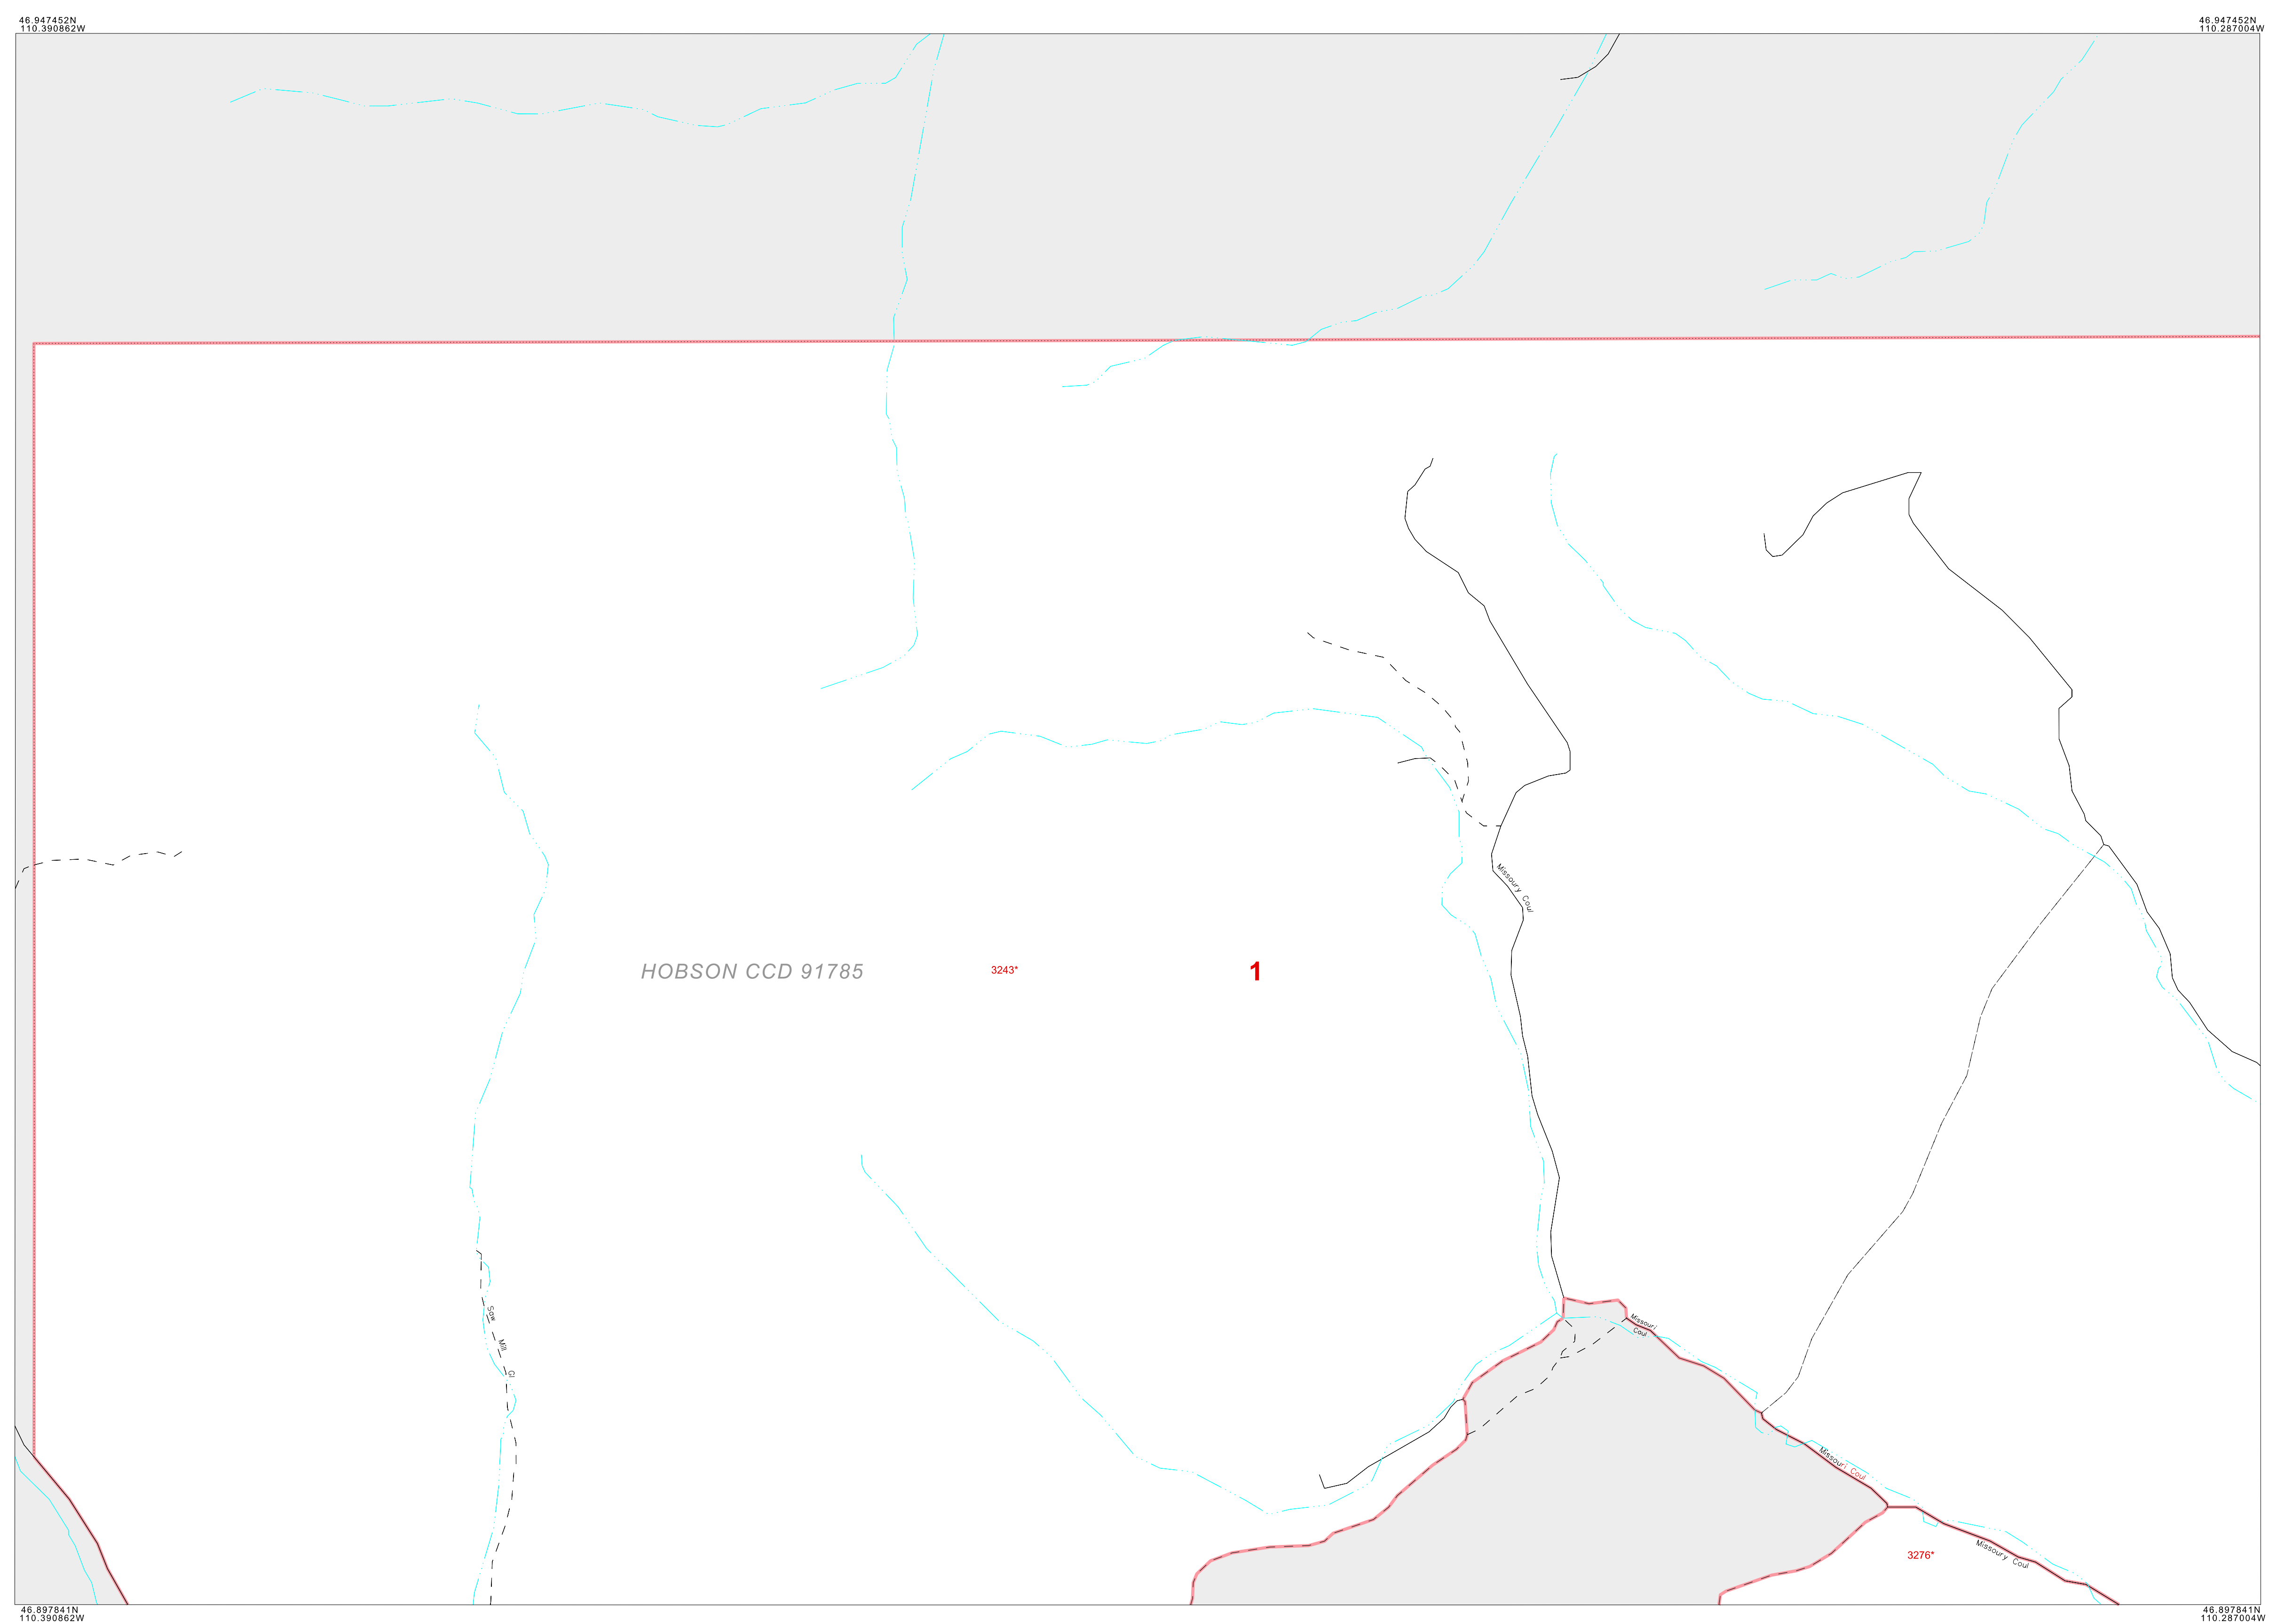 46.947452N
110.390862W
46.947452N
110.287004W
Missoury Coul
HOBSON CCD 91785
3243*
1
Saw Mill Gl
Missouri
Coul
Missouri Coul
3276*
Missoury Coul
46.897841N
110.390862W
46.897841N
110.287004W